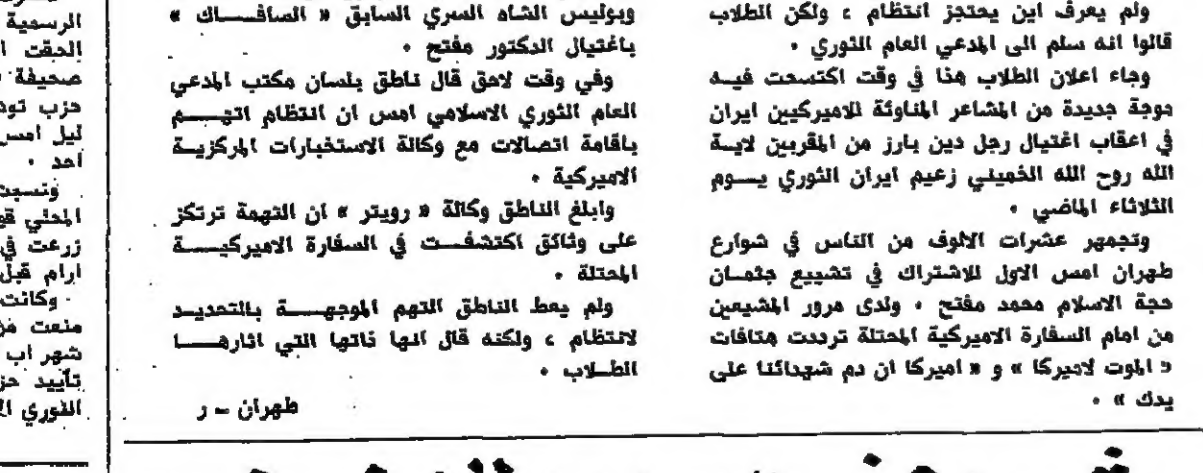 ولم يعرف اين يحتجز انتظام ، ولكن الطلاب
قالوا انه سلم الى المدعي العام الثوري .
وجاء اعلان الطلاب هذا في وقت اكتسحت فيه
موجة جديدة من المشاعر المناوئة للاميركيين ايران
في اعقاب اغتيال رجل دين بارز من المقربين لاية
الله روح الله الخميني زعيم ايران الثوري يوم
الثلاثاء الماضي .
وتجمهر عشرات الالوف من الناس في شوارع
طهران امس الاول للاشتراك في تشييع جثمان
حجة الاسلام محمد مفتح . ولدى مرور المشيعين
من امام السفارة الاميركية المحتلة ترددت هتافات
« الموت لاميركا » و « اميركا ان دم شهدائنا على
يدك » .
وبوليس الشاه السري السابق « السافاك »
باغتيال الدكتور مفتح .
وفي وقت لاحق قال ناطق بلسان مكتب المدعي
العام الثوري الاسلامي امس ان انتظام اتهم
باقامة اتصالات مع وكالة الاستخبارات المركزية
الاميركية .
وابلغ الناطق وكالة « رويتر » ان التهمة ترتكز
على وثائق اكتشفت في السفارة الاميركية
المحتلة .
ولم يعط الناطق التهم الموجهة بالتحديد
لانتظام ، ولكنه قال انها ذاتها التي اثارها
الطلاب .
طهران - ر
الرسمية
الحقت
صحيفة
حزب تود
ليل امس
احد .
ونسبت
المحلي
زرعت في
ارام قبل
وكانت
منعت
شهر اب
تأييد
الثوري